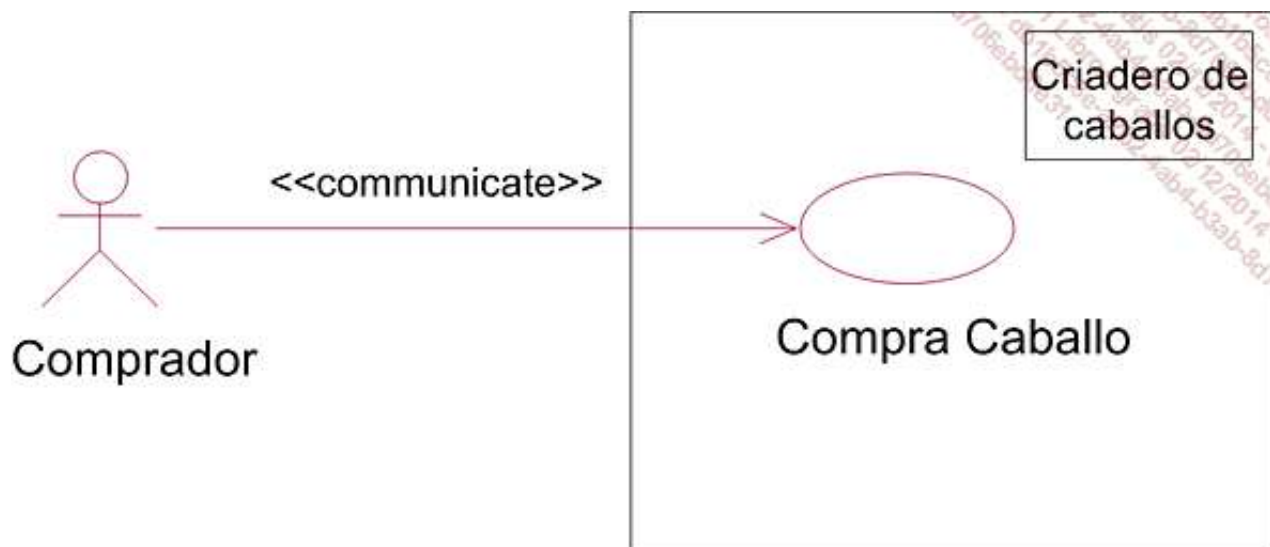 Criadero de
caballos
<<communicate>>
Comprador
Compra Caballo